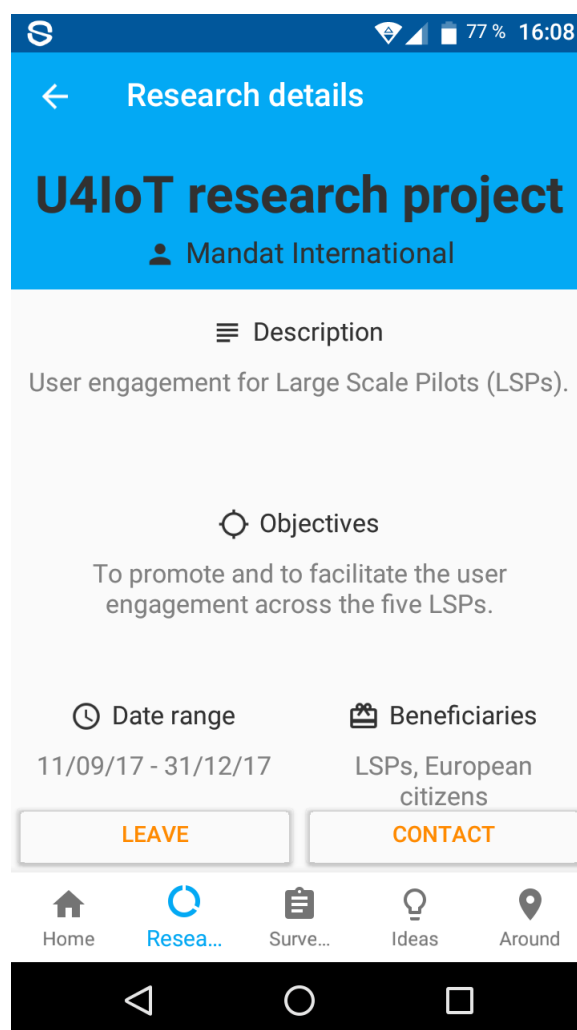 77 % 16:08
Research details
U4IoT research project
Mandat International
Description
User engagement for Large Scale Pilots (LSPs).
Objectives
To promote and to facilitate the user
engagement across the five LSPs.
Date range
11/09/17 - 31/12/17
Beneficiaries
LSPs, European
citizens
LEAVE
CONTACT
Home
Resea...
Surve...
Ideas
Around